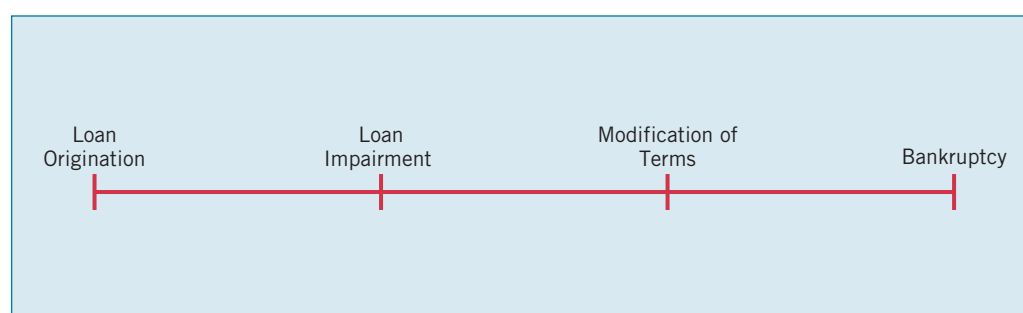 Loan
Origination
Loan
Impairment
Modification of
Terms
Bankruptcy